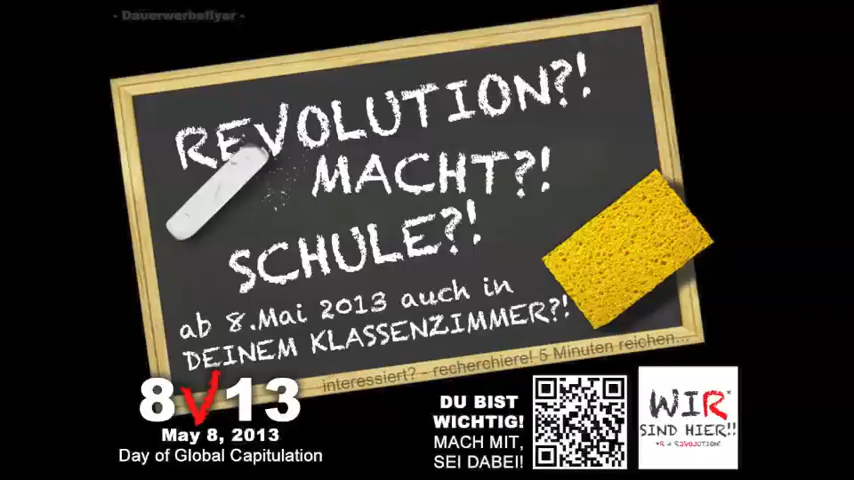 - Dauerwerbeflyer -
REVOLUTION?!
MACHT?!
SCHULE?!
ab 8.Mai 2013 auch in
DEINEM KLASSENZIMMER?!
interessiert? - recherchiere! 5 Minuten reichen...
8V13
May 8, 2013
Day of Global Capitulation
DU BIST
WICHTIG!
MACH MIT,
SEI DABEI!
WIR
SIND HIER!!